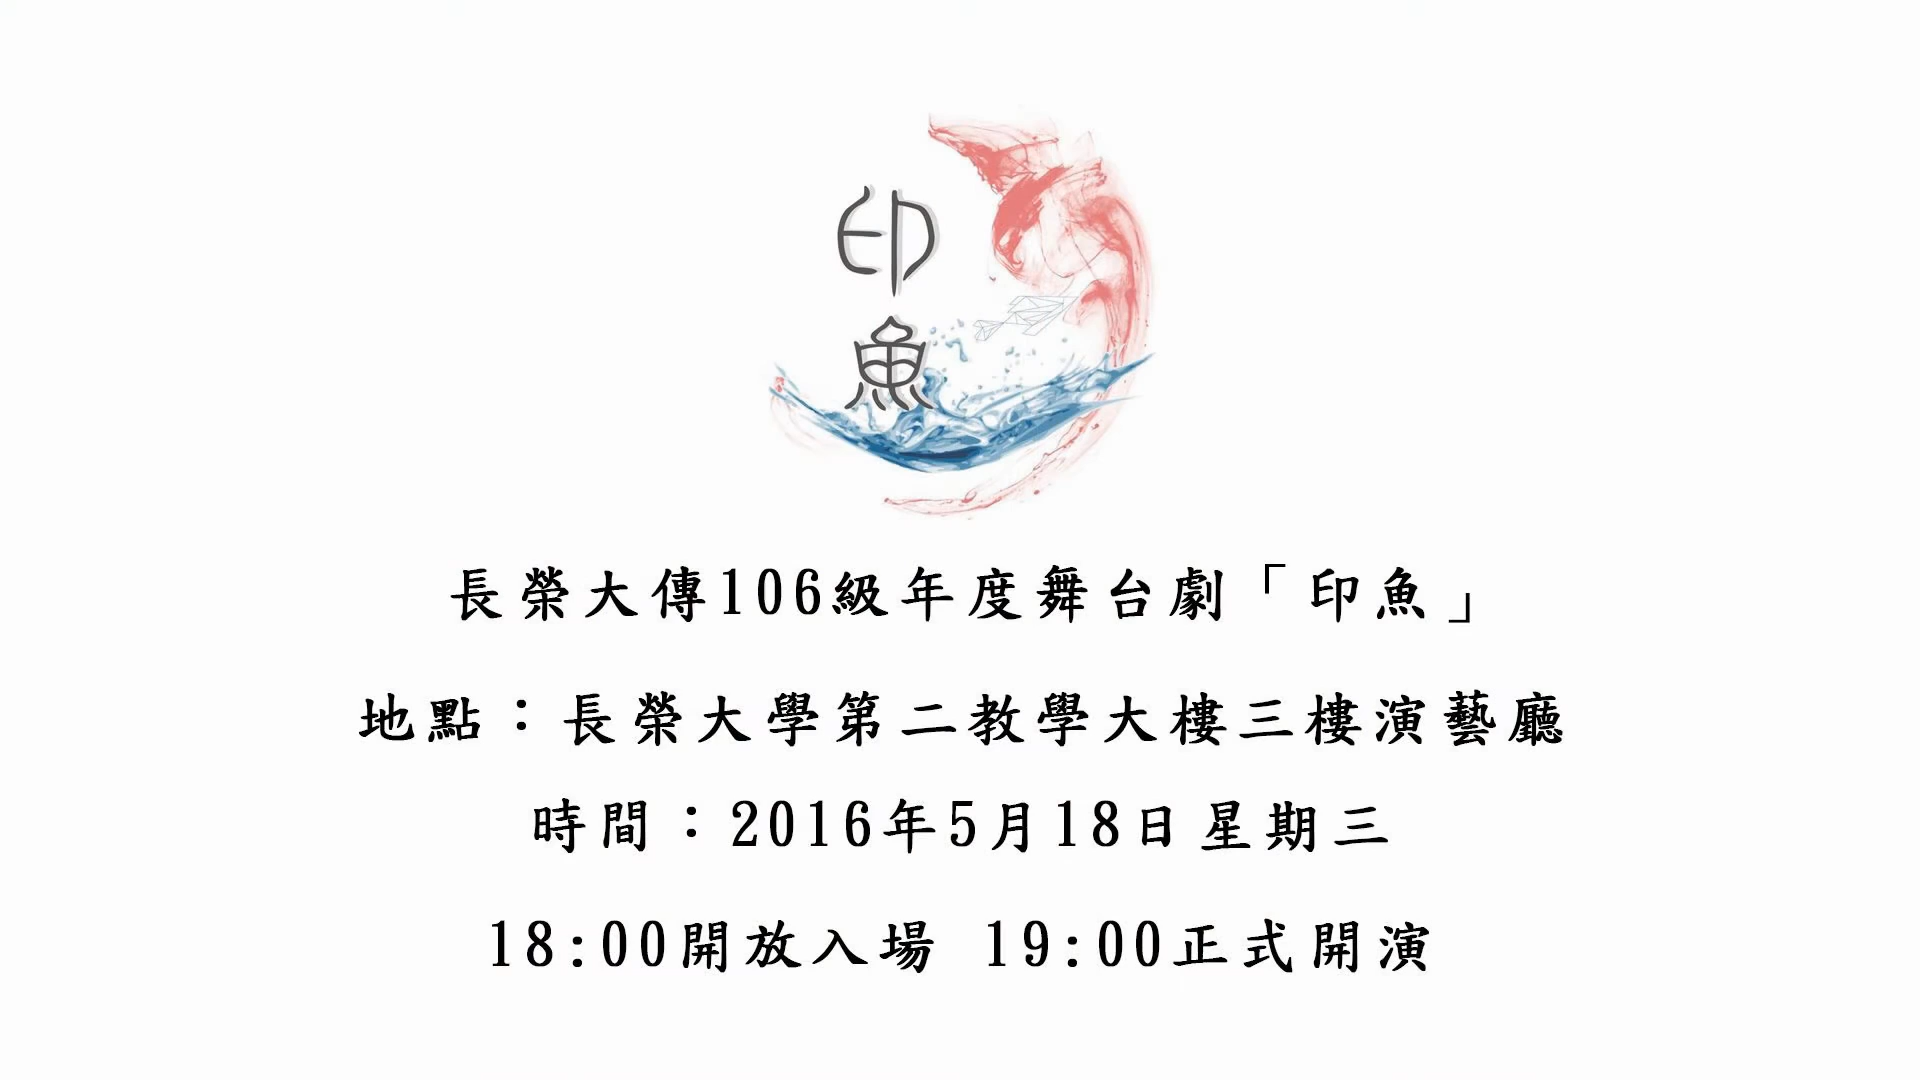 印
魚
長榮大傳106級年度舞台劇「印魚」
地點：長榮大學第二教學大樓三樓演藝廳
時間：2016年5月18日星期三
18:00開放入場 19:00正式開演